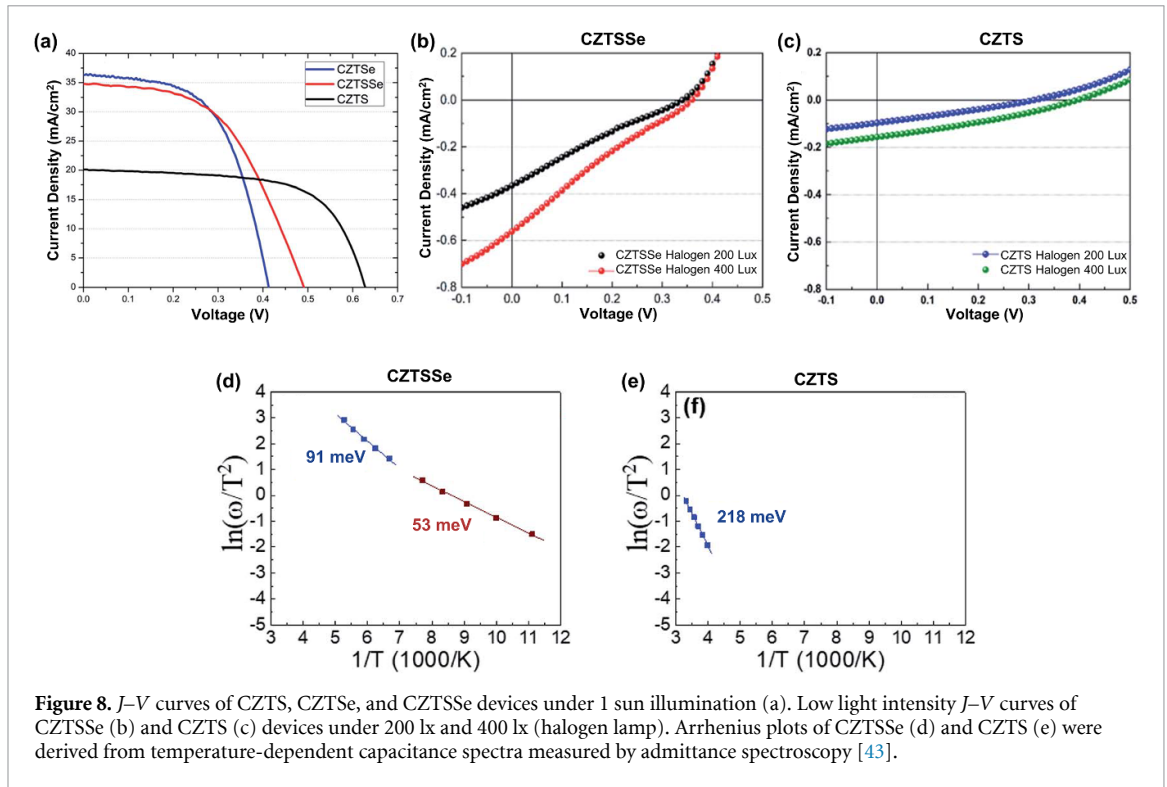 (a)
Current Density (mA/cm²)
40
35
30
25
20
15
10
5
0
CZTSe
CZTSSe
CZTS
0.0 0.1 0.2 0.3 0.4 0.5 0.6 0.7
Voltage (V)
(b)
CZTSSe
Current Density (mA/cm²)
0.2
0.0
-0.2
-0.4
-0.6
-0.8
CZTSSe Halogen 200 Lux
CZTSSe Halogen 400 Lux
-0.1 0.0 0.1 0.2 0.3 0.4 0.5
Voltage (V)
(c)
CZTS
Current Density (mA/cm²)
0.2
0.0
-0.2
-0.4
-0.6
-0.8
CZTS Halogen 200 Lux
CZTS Halogen 400 Lux
-0.1 0.0 0.1 0.2 0.3 0.4 0.5
Voltage (V)
(d)
CZTSSe
ln(ω/T²)
4
3
2
1
0
-1
-2
-3
-4
-5
91 meV
53 meV
3 4 5 6 7 8 9 10 11 12
1/T (1000/K)
(e)
CZTS
(f)
ln(ω/T²)
4
3
2
1
0
-1
-2
-3
-4
-5
218 meV
3 4 5 6 7 8 9 10 11 12
1/T (1000/K)
Figure 8. J–V curves of CZTS, CZTSe, and CZTSSe devices under 1 sun illumination (a). Low light intensity J–V curves of
CZTSSe (b) and CZTS (c) devices under 200 lx and 400 lx (halogen lamp). Arrhenius plots of CZTSSe (d) and CZTS (e) were
derived from temperature-dependent capacitance spectra measured by admittance spectroscopy [43].